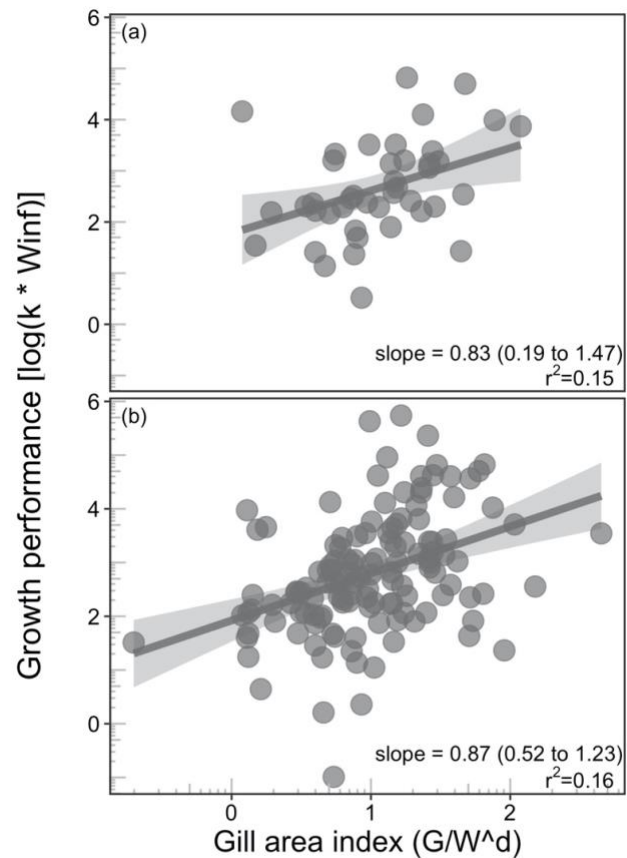 Growth performance [log(k * Winf)]
6
(a)
4
2
0
slope = 0.83 (0.19 to 1.47)
r²=0.15
6
(b)
4
2
0
slope = 0.87 (0.52 to 1.23)
r²=0.16
0 1 2
Gill area index (G/W^d)